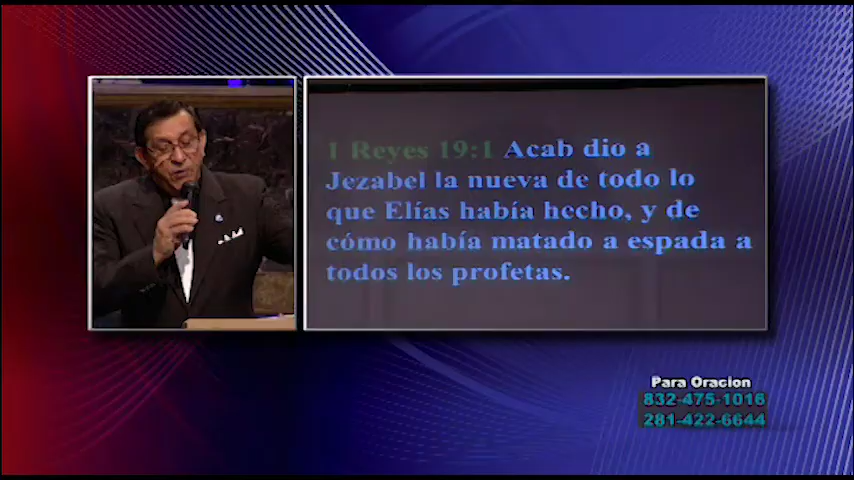 1 Reyes 19:1 Acab dio a
Jezabel la nueva de todo lo
que Elías había hecho, y de
cómo había matado a espada a
todos los profetas.
Para Oracion
832-475-1016
281-422-6644